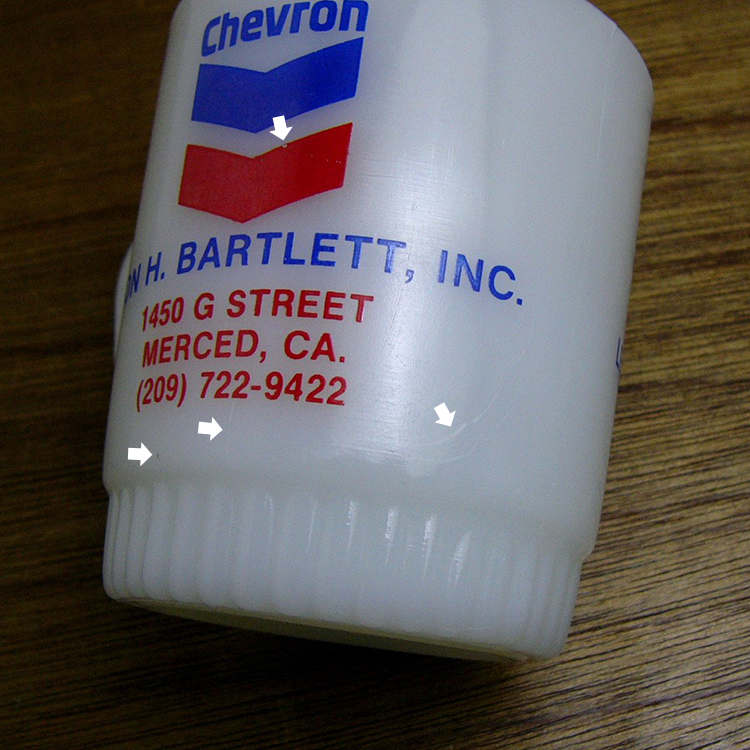 Chevron
H. BARTLETT, INC.
1450 G STREET
MERCED, CA.
(209) 722-9422